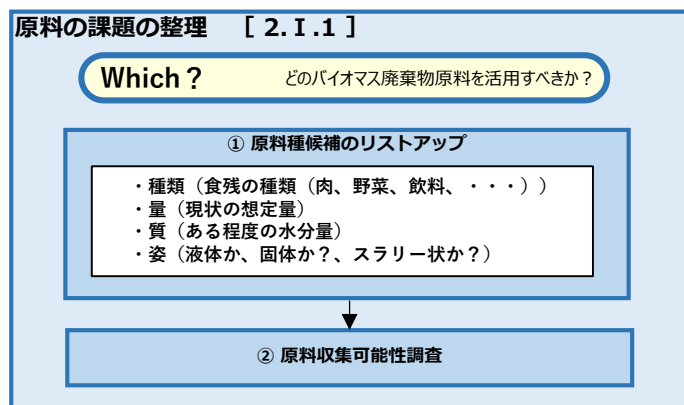 原料の課題の整理 [ 2.Ⅰ.1 ]
Which? どのバイオマス廃棄物原料を活用すべきか？
① 原料種候補のリストアップ
・種類（食残の種類（肉、野菜、飲料、・・・））
・量（現状の想定量）
・質（ある程度の水分量）
・姿（液体か、固体か？、スラリー状か？）
② 原料収集可能性調査